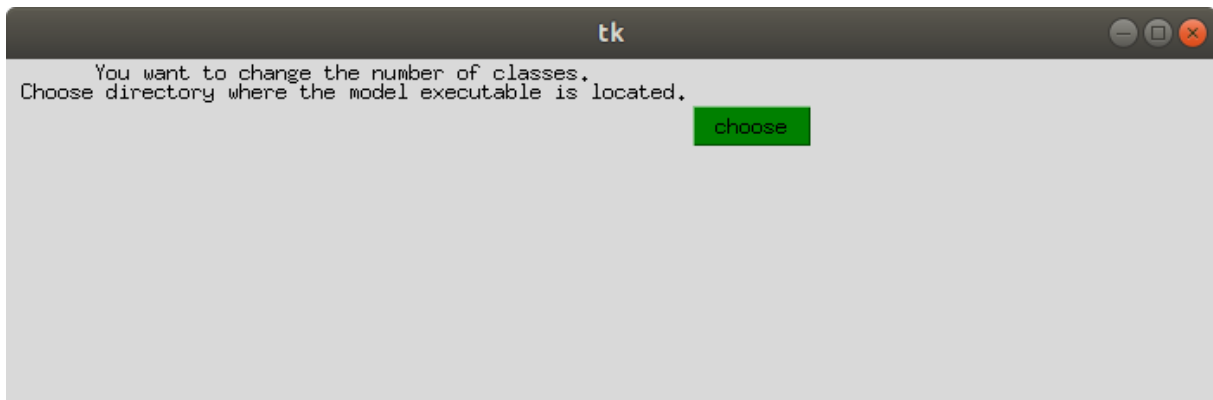 tk
You want to change the number of classes.
Choose directory where the model executable is located.
choose